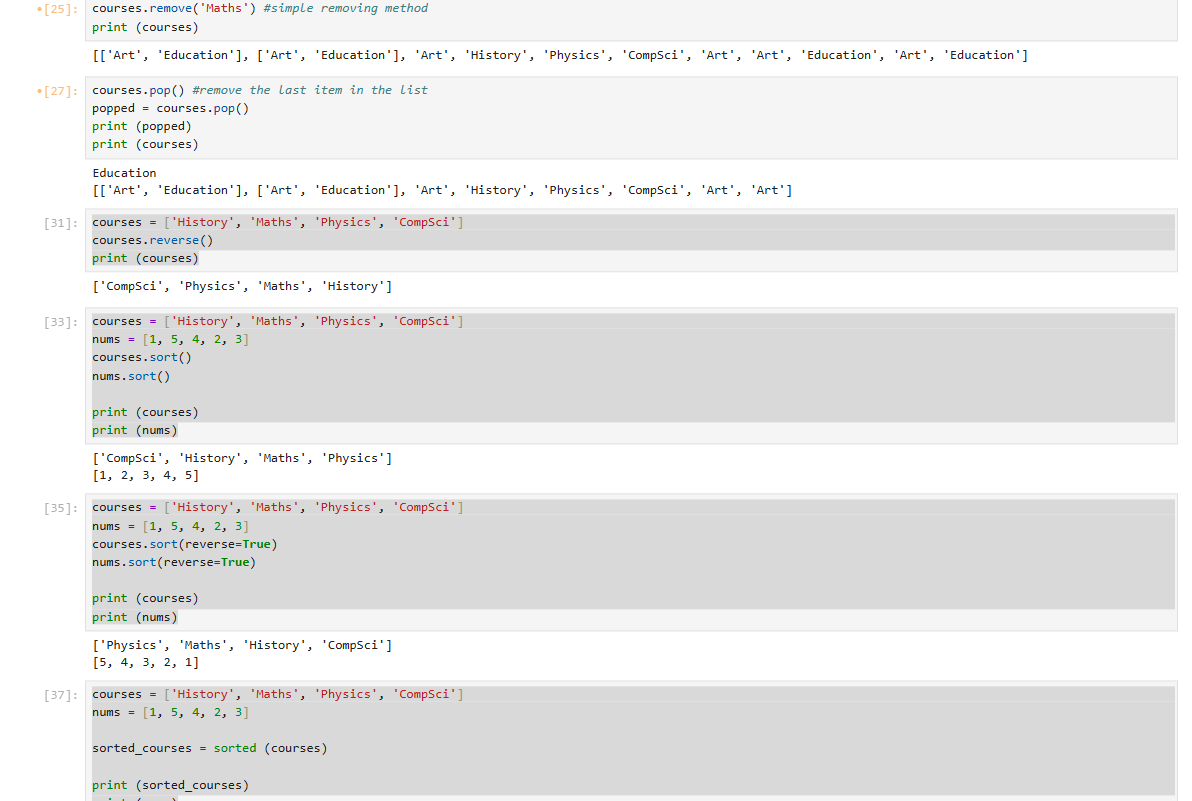 [25]: courses.remove('Maths') #simple removing method
print (courses)
[['Art', 'Education'], ['Art', 'Education'], 'Art', 'History', 'Physics', 'CompSci', 'Art', 'Art', 'Education', 'Art', 'Education']
[27]: courses.pop() #remove the last item in the list
popped = courses.pop()
print (popped)
print (courses)
Education
[['Art', 'Education'], ['Art', 'Education'], 'Art', 'History', 'Physics', 'CompSci', 'Art', 'Art']
[31]: courses = ['History', 'Maths', 'Physics', 'CompSci']
courses.reverse()
print (courses)
['CompSci', 'Physics', 'Maths', 'History']
[33]: courses = ['History', 'Maths', 'Physics', 'CompSci']
nums = [1, 5, 4, 2, 3]
courses.sort()
nums.sort()
print (courses)
print (nums)
['CompSci', 'History', 'Maths', 'Physics']
[1, 2, 3, 4, 5]
[35]: courses = ['History', 'Maths', 'Physics', 'CompSci']
nums = [1, 5, 4, 2, 3]
courses.sort(reverse=True)
nums.sort(reverse=True)
print (courses)
print (nums)
['Physics', 'Maths', 'History', 'CompSci']
[5, 4, 3, 2, 1]
[37]: courses = ['History', 'Maths', 'Physics', 'CompSci']
nums = [1, 5, 4, 2, 3]
sorted_courses = sorted (courses)
print (sorted_courses)